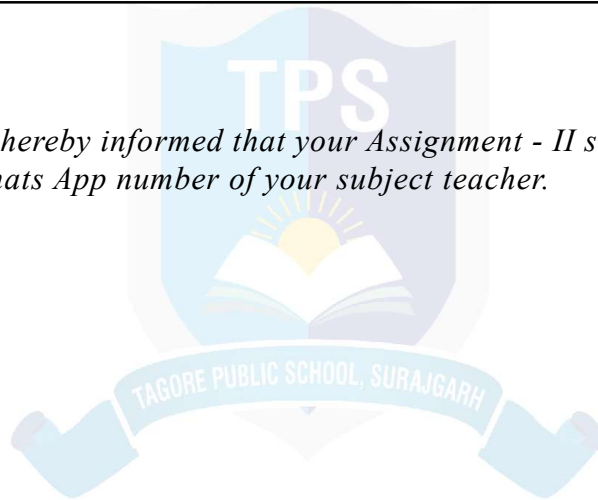 TPS
hereby informed that your Assignment - II s
hats App number of your subject teacher.
TAGORE PUBLIC SCHOOL, SURAJGARH